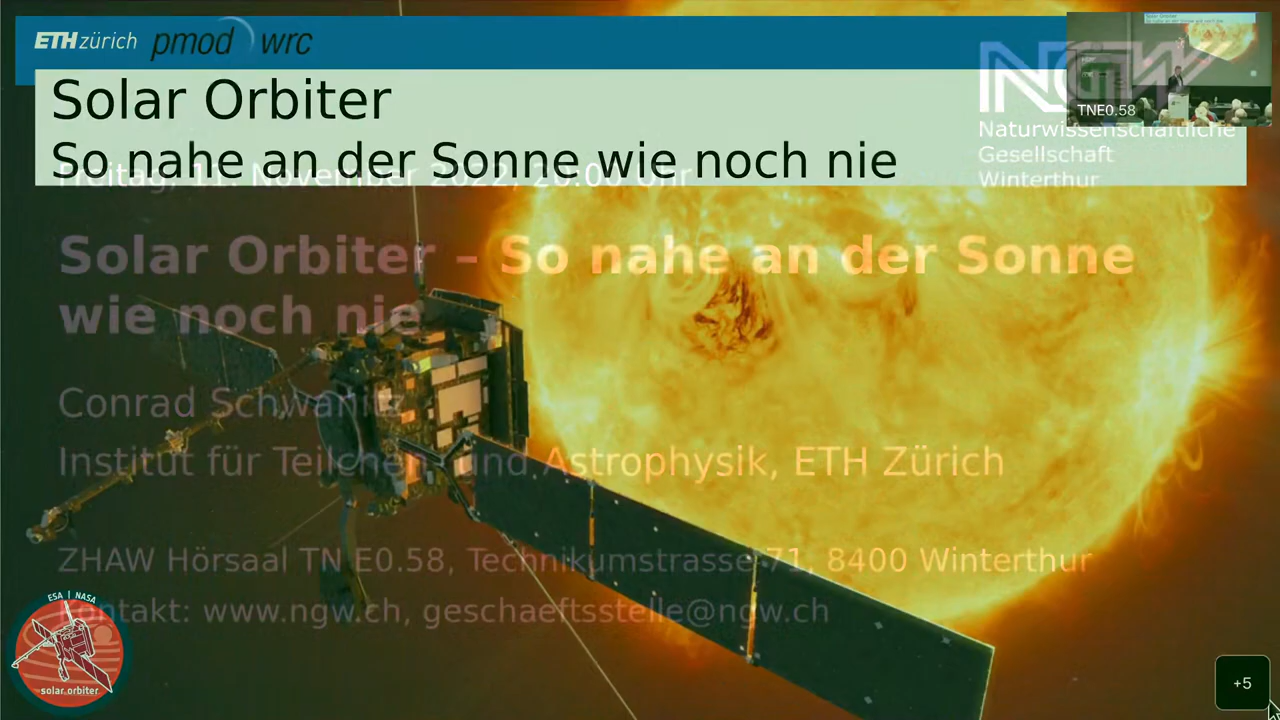 ETH zürich pmod wrc
NGW
TNE0.58
Solar Orbiter
So nahe an der Sonne wie noch nie
Naturwissenschaftliche
Gesellschaft
Winterthur
Freitag, 11. November 2022, 20:00 Uhr
Solar Orbiter – So nahe an der Sonne
wie noch nie
Conrad Schwanitz
Institut für Teilchen- und Astrophysik, ETH Zürich
ZHAW Hörsaal TN E0.58, Technikumstrasse 71, 8400 Winterthur
Kontakt: www.ngw.ch, geschaeftsstelle@ngw.ch
ESA | NASA
solar orbiter
+5